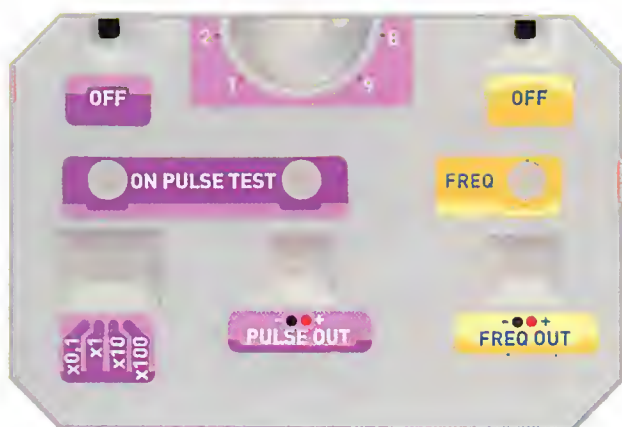 2 8
1 9
OFF OFF
ON PULSE TEST FREQ
- + - +
PULSE OUT FREQ OUT
x0,1 x1 x10 x100